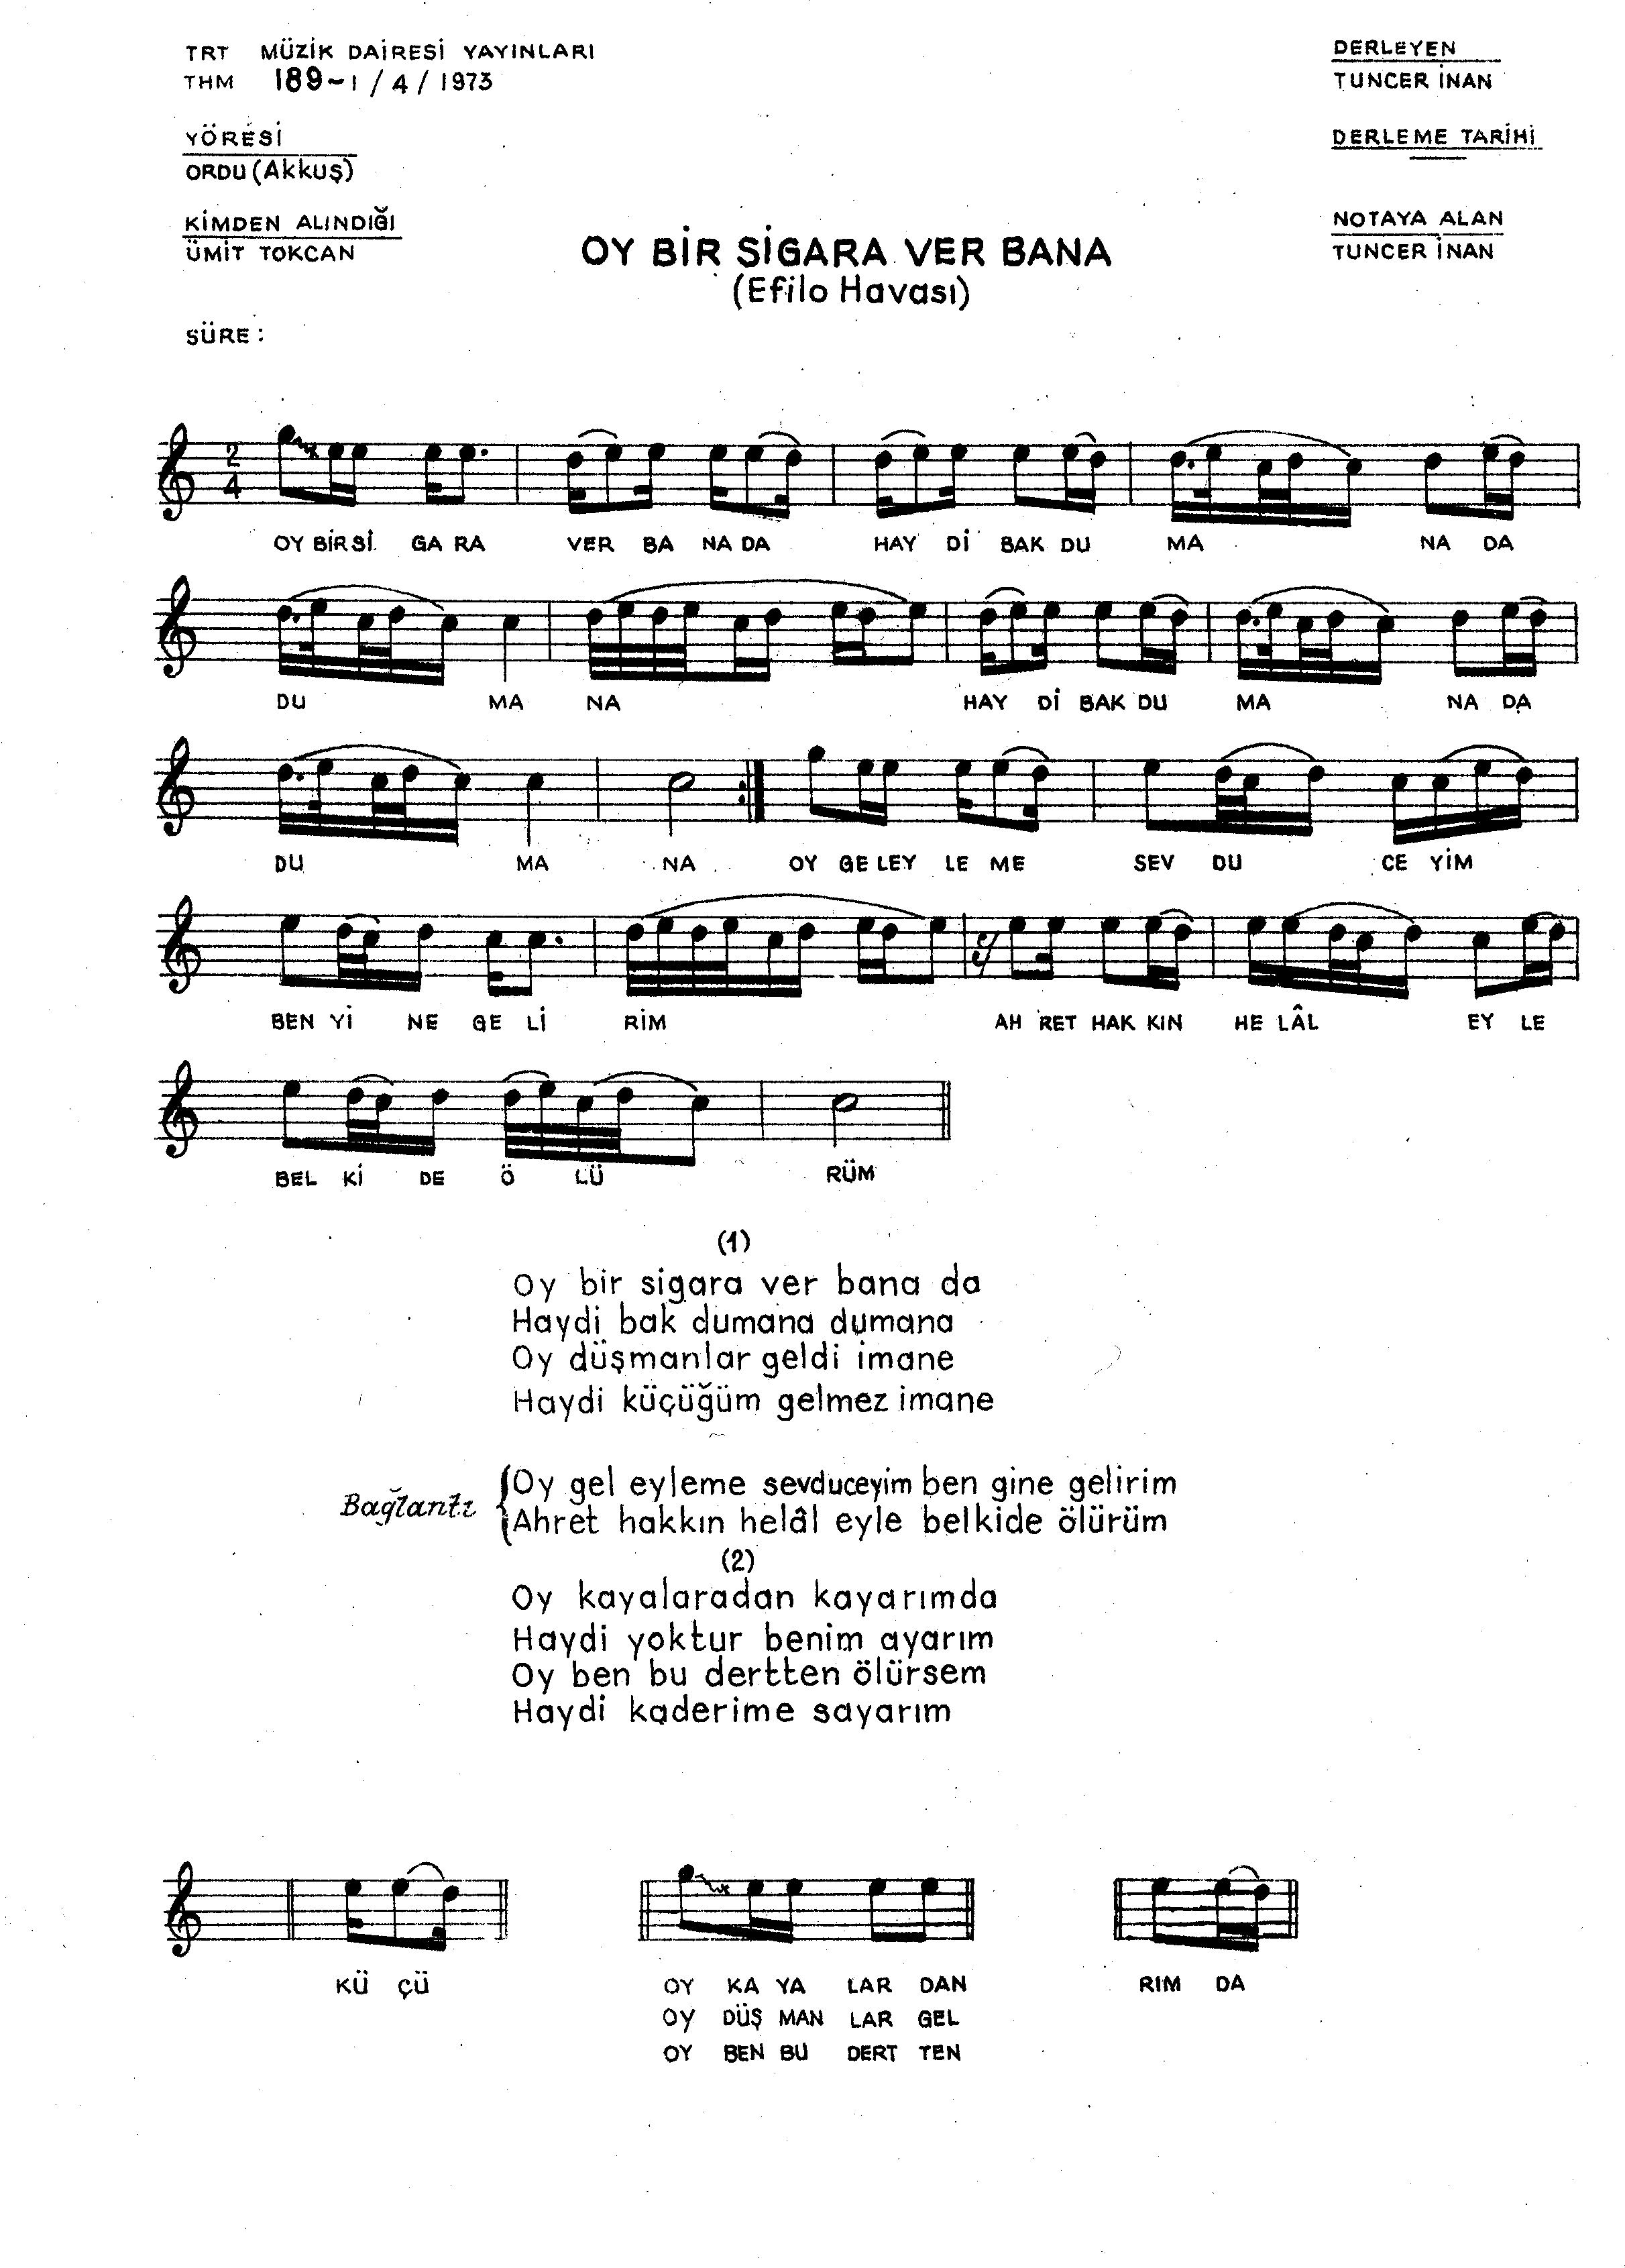 TRT MÜZİK DAİRESİ YAYINLARI
THM 189-1/4/1973
DERLEYEN
TUNCER İNAN
YÖRESİ
ORDU (Akkuş)
DERLEME TARİHİ
KİMDEN ALINDIĞI
ÜMİT TOKCAN
NOTAYA ALAN
TUNCER İNAN
OY BİR SİGARA VER BANA
(Efilo Havası)
SÜRE :
2
4
OY BİR Sİ GA RA VER BA NA DA HAY Dİ BAK DU MA NA DA
DU MA NA HAY Dİ BAK DU MA NA DA
DU MA NA OY GE LEY LE ME SEV DU CE YİM
BEN Yİ NE GE Lİ RİM AH RET HAK KIN HE LÂL EY LE
BEL Kİ DE Ö LÜ RÜM
(1)
Oy bir sigara ver bana da
Haydi bak dumana dumana
Oy düşmanlar geldi imane
Haydi küçüğüm gelmez imane
Bağlantı
Oy gel eyleme sevduceyim ben gine gelirim
Ahret hakkın helâl eyle belkide ölürüm
(2)
Oy kayalaradan kayarımda
Haydi yoktur benim ayarım
Oy ben bu dertten ölürsem
Haydi kaderime sayarım
KÜ ÇÜ OY KA YA LAR DAN RIM DA
OY DÜŞ MAN LAR GEL
OY BEN BU DERT TEN